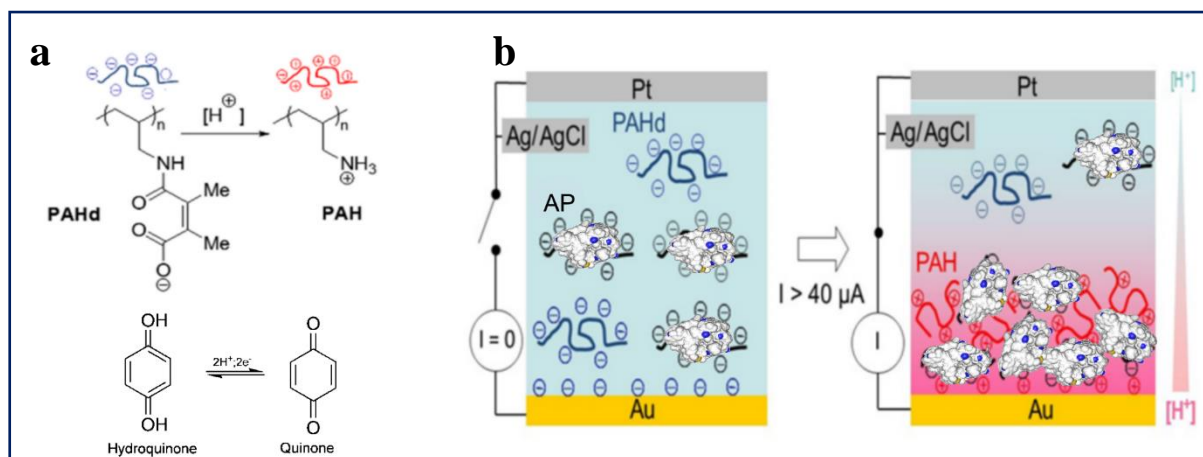 a
PAHd
[H⊕]
PAH
n
NH
O
Me
O
Me
O
⊖
n
NH3
⊕
OH
OH
Hydroquinone
2H+;2e-
O
O
Quinone
b
Pt
Ag/AgCl
PAHd
AP
I = 0
Au
I > 40 µA
Pt
Ag/AgCl
PAH
I
Au
[H+]
[H+]